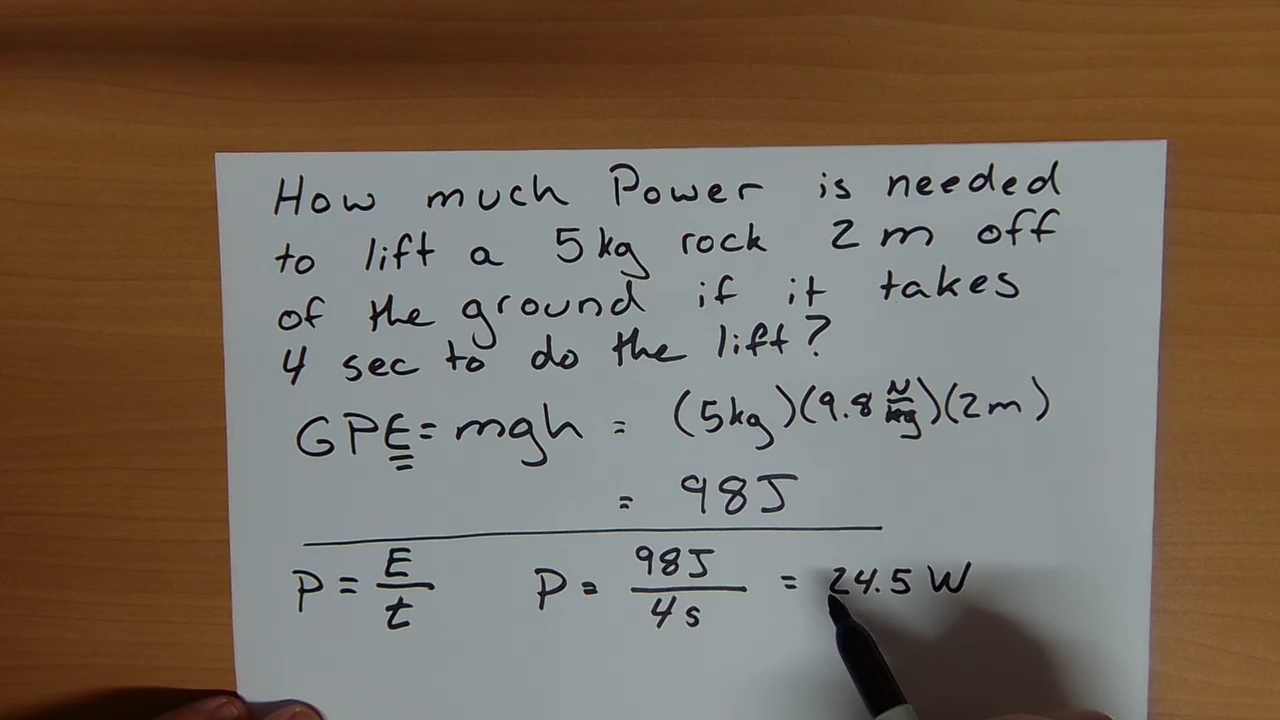 How much Power is needed
to lift a 5kg rock 2m off
of the ground if it takes
4 sec to do the lift?
GPE = mgh = (5kg)(9.8 N/kg)(2m)
= 98J
P = E/t P = 98J/4s = 24.5 W